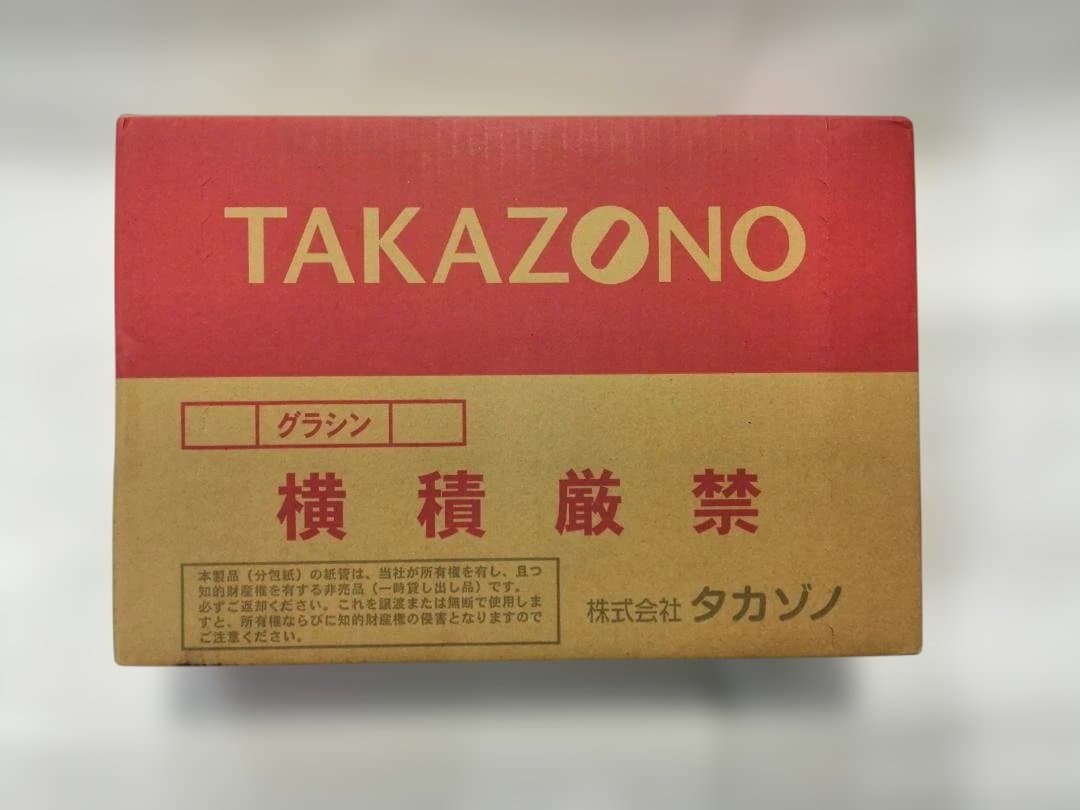 TAKAZONO
グラシン
横積厳禁
本製品（分包紙）の紙管は、当社が所有権を有し、且つ
知的財産権を有する非売品（一時貸し出し品）です。
必ずご返却ください。これを譲渡または無断で使用しま
すと、所有権ならびに知的財産権の侵害となりますので
ご注意ください。
株式会社 タカゾノ